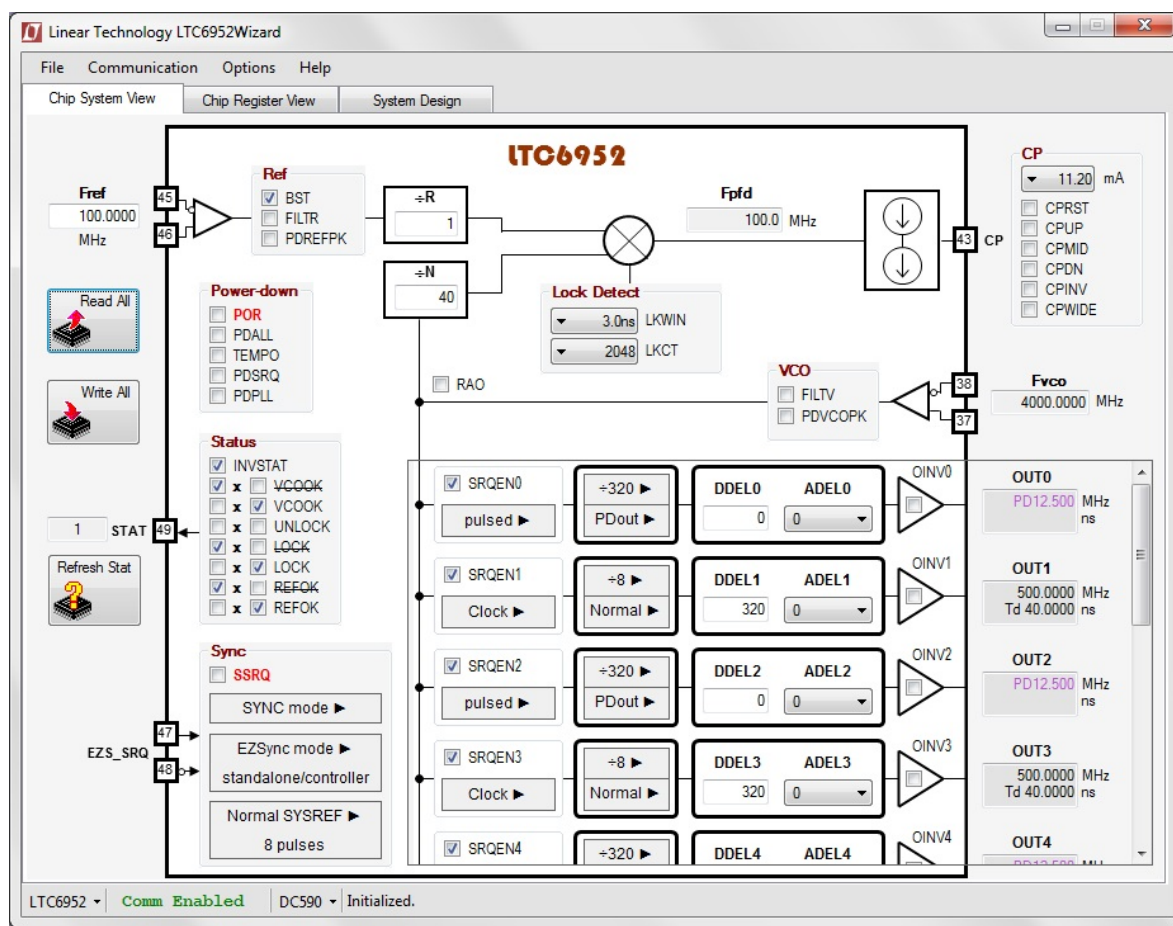 Linear Technology LTC6952Wizard
File Communication Options Help
Chip System View Chip Register View System Design
LTC6952
Fref
100.0000
MHz
45
46
Ref
BST
FILTR
PDREFPK
÷R
1
÷N
40
Fpfd
100.0 MHz
43 CP
CP
11.20 mA
CPRST
CPUP
CPMID
CPDN
CPINV
CPWIDE
Read All
Write All
Power-down
POR
PDALL
TEMPO
PDSRQ
PDPLL
Lock Detect
3.0ns LKWIN
2048 LKCT
RAO
VCO
FILTV
PDVCOPK
38
37
Fvco
4000.0000 MHz
Status
INVSTAT
x VCOOK
x VCOOK
x UNLOCK
x LOCK
x LOCK
x REFOK
x REFOK
1 STAT 49
Refresh Stat
Sync
SSRQ
SYNC mode ►
EZSync mode ►
standalone/controller
Normal SYSREF ►
8 pulses
EZS_SRQ
47
48
SRQEN0
pulsed ►
÷320 ►
PDout ►
DDEL0 ADEL0
0 0
OINV0
OUT0
PD12.500 MHz
ns
SRQEN1
Clock ►
÷8 ►
Normal ►
DDEL1 ADEL1
320 0
OINV1
OUT1
500.0000 MHz
Td 40.0000 ns
SRQEN2
pulsed ►
÷320 ►
PDout ►
DDEL2 ADEL2
0 0
OINV2
OUT2
PD12.500 MHz
ns
SRQEN3
Clock ►
÷8 ►
Normal ►
DDEL3 ADEL3
320 0
OINV3
OUT3
500.0000 MHz
Td 40.0000 ns
SRQEN4
÷320 ►
DDEL4 ADEL4
OINV4
OUT4
PD12.500 MHz
LTC6952 Comm Enabled DC590 Initialized.